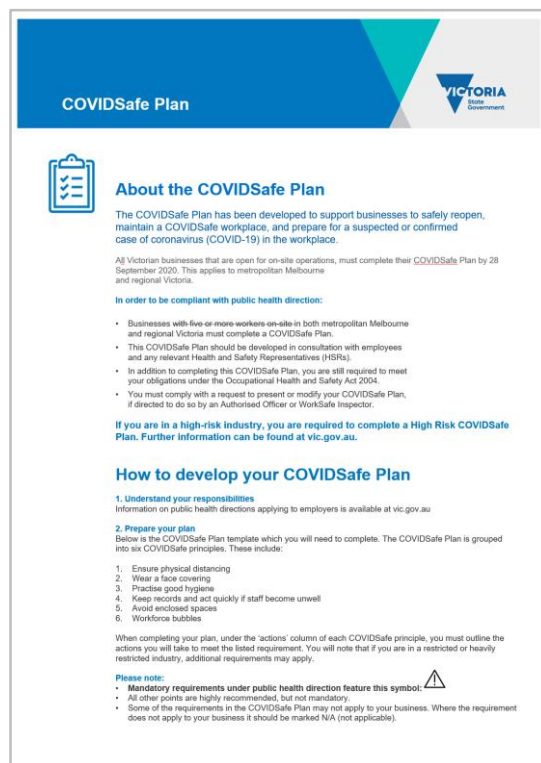 COVIDSafe Plan
VICTORIA
State
Government
About the COVIDSafe Plan
The COVIDSafe Plan has been developed to support businesses to safely reopen,
maintain a COVIDSafe workplace, and prepare for a suspected or confirmed
case of coronavirus (COVID-19) in the workplace.
All Victorian businesses that are open for on-site operations, must complete their COVIDSafe Plan by 28
September 2020. This applies to metropolitan Melbourne
and regional Victoria.
In order to be compliant with public health direction:
• Businesses with five or more workers on-site in both metropolitan Melbourne
and regional Victoria must complete a COVIDSafe Plan.
• This COVIDSafe Plan should be developed in consultation with employees
and any relevant Health and Safety Representatives (HSRs).
• In addition to completing this COVIDSafe Plan, you are still required to meet
your obligations under the Occupational Health and Safety Act 2004.
• You must comply with a request to present or modify your COVIDSafe Plan,
if directed to do so by an Authorised Officer or WorkSafe Inspector.
If you are in a high-risk industry, you are required to complete a High Risk COVIDSafe
Plan. Further information can be found at vic.gov.au.
How to develop your COVIDSafe Plan
1. Understand your responsibilities
Information on public health directions applying to employers is available at vic.gov.au
2. Prepare your plan
Below is the COVIDSafe Plan template which you will need to complete. The COVIDSafe Plan is grouped
into six COVIDSafe principles. These include:
1. Ensure physical distancing
2. Wear a face covering
3. Practise good hygiene
4. Keep records and act quickly if staff become unwell
5. Avoid enclosed spaces
6. Workforce bubbles
When completing your plan, under the ‘actions’ column of each COVIDSafe principle, you must outline the
actions you will take to meet the listed requirement. You will note that if you are in a restricted or heavily
restricted industry, additional requirements may apply.
Please note:
• Mandatory requirements under public health direction feature this symbol:
• All other points are highly recommended, but not mandatory.
• Some of the requirements in the COVIDSafe Plan may not apply to your business. Where the requirement
does not apply to your business it should be marked N/A (not applicable).